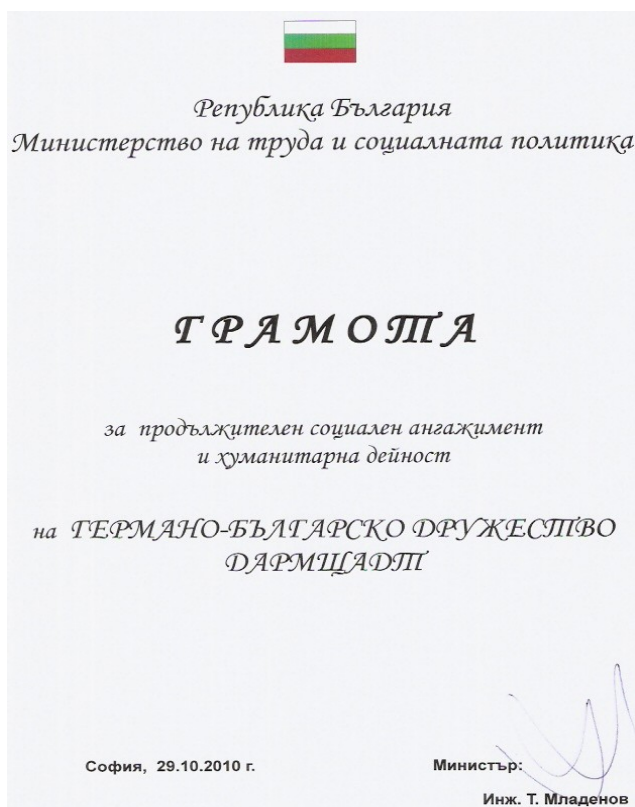 Република България
Министерство на труда и социалната политика
ГРАМОТА
за продължителен социален ангажимент
и хуманитарна дейност
на ГЕРМАНО-БЪЛГАРСКО ДРУЖЕСТВО
ДАРМЩАДТ
София, 29.10.2010 г.
Министър:
Инж. Т. Младенов